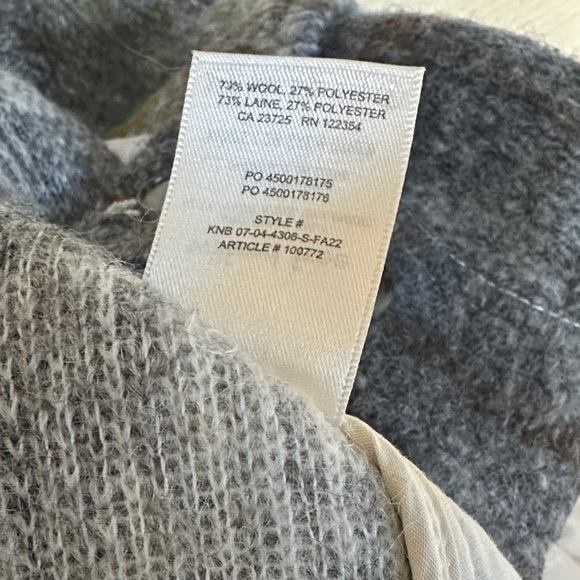 73% WOOL, 27% POLYESTER
73% LAINE, 27% POLYESTER
CA 23725 RN 122354
PO 4500178175
PO 4500178176
STYLE #
KNB 07-04-4306-S-FA22
ARTICLE # 100772